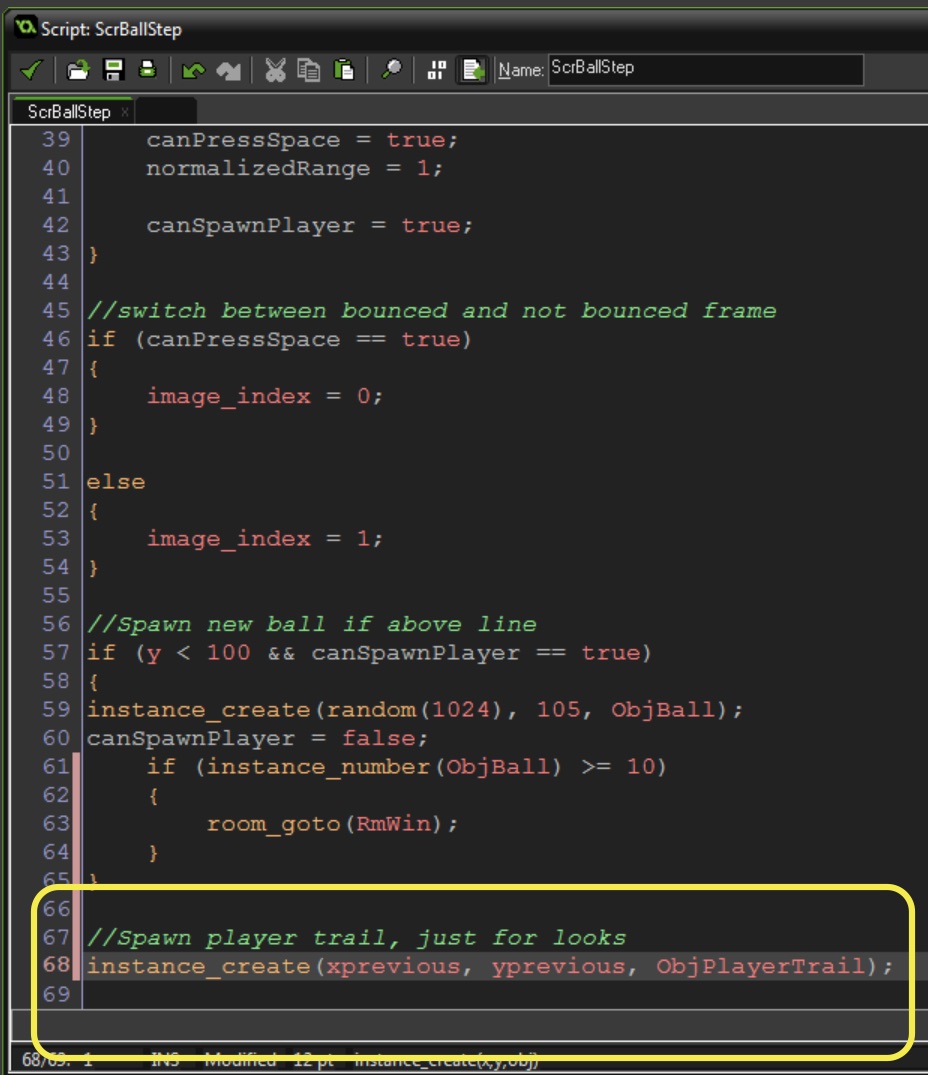 Script: ScrBallStep
Name: ScrBallStep
ScrBallStep x
39     canPressSpace = true;
40     normalizedRange = 1;
41
42     canSpawnPlayer = true;
43 }
44
45 //switch between bounced and not bounced frame
46 if (canPressSpace == true)
47 {
48     image_index = 0;
49 }
50
51 else
52 {
53     image_index = 1;
54 }
55
56 //Spawn new ball if above line
57 if (y < 100 && canSpawnPlayer == true)
58 {
59 instance_create(random(1024), 105, ObjBall);
60 canSpawnPlayer = false;
61     if (instance_number(ObjBall) >= 10)
62     {
63         room_goto(RmWin);
64     }
65 }
66
67 //Spawn player trail, just for looks
68 instance_create(xprevious, yprevious, ObjPlayerTrail);
69
68/69: 1 INS Modified 12 pt instance_create(x,y,obj)